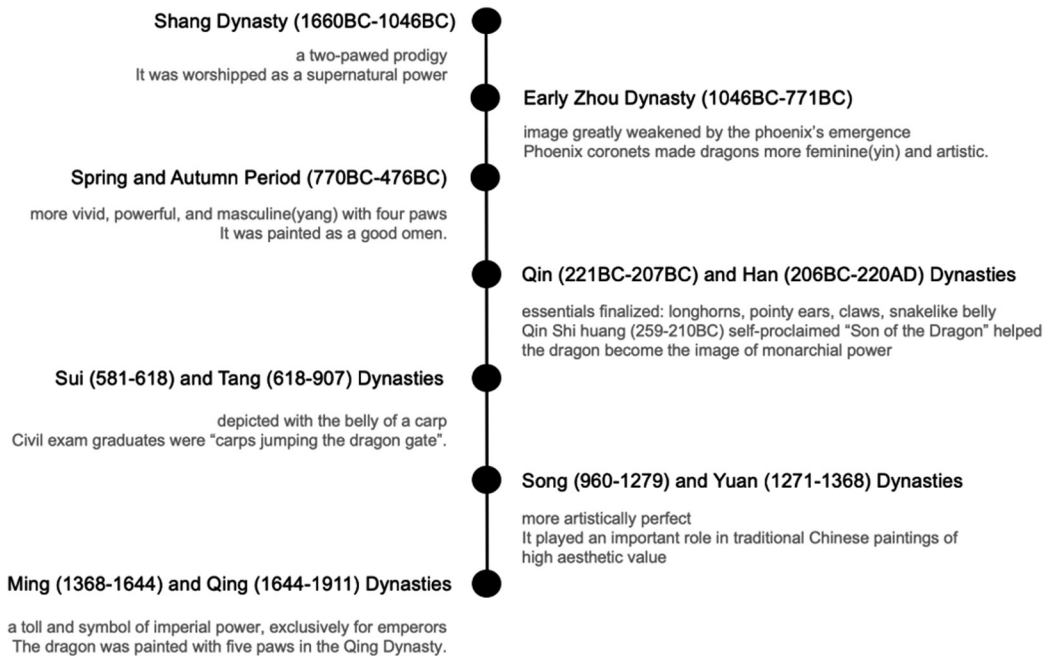 Shang Dynasty (1660BC-1046BC)
a two-pawed prodigy
It was worshipped as a supernatural power
Early Zhou Dynasty (1046BC-771BC)
image greatly weakened by the phoenix's emergence
Phoenix coronets made dragons more feminine(yin) and artistic.
Spring and Autumn Period (770BC-476BC)
more vivid, powerful, and masculine(yang) with four paws
It was painted as a good omen.
Qin (221BC-207BC) and Han (206BC-220AD) Dynasties
essentials finalized: longhorns, pointy ears, claws, snakelike belly
Qin Shi huang (259-210BC) self-proclaimed “Son of the Dragon” helped
the dragon become the image of monarchial power
Sui (581-618) and Tang (618-907) Dynasties
depicted with the belly of a carp
Civil exam graduates were “carps jumping the dragon gate”.
Song (960-1279) and Yuan (1271-1368) Dynasties
more artistically perfect
It played an important role in traditional Chinese paintings of
high aesthetic value
Ming (1368-1644) and Qing (1644-1911) Dynasties
a toll and symbol of imperial power, exclusively for emperors
The dragon was painted with five paws in the Qing Dynasty.